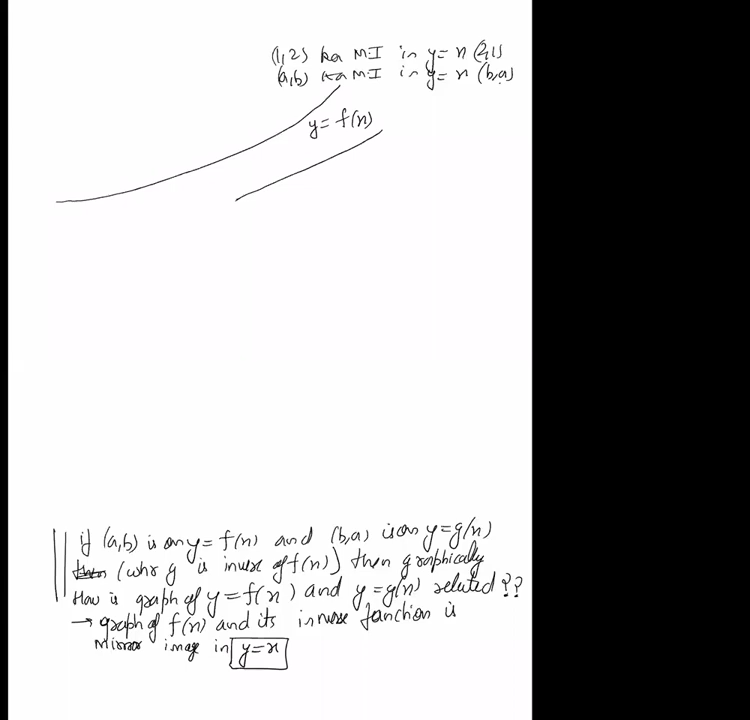 (1,2) ka MI in y=x (2,1)
(a,b) ka MI in y=x (b,a)
y=f(x)
if (a,b) is on y=f(x) and (b,a) is on y=g(x)
(whr g is inverse of f(x)) then graphically
How is graph of y=f(x) and y=g(x) related??
→ graph of f(x) and its inverse function is
mirror image in y=x